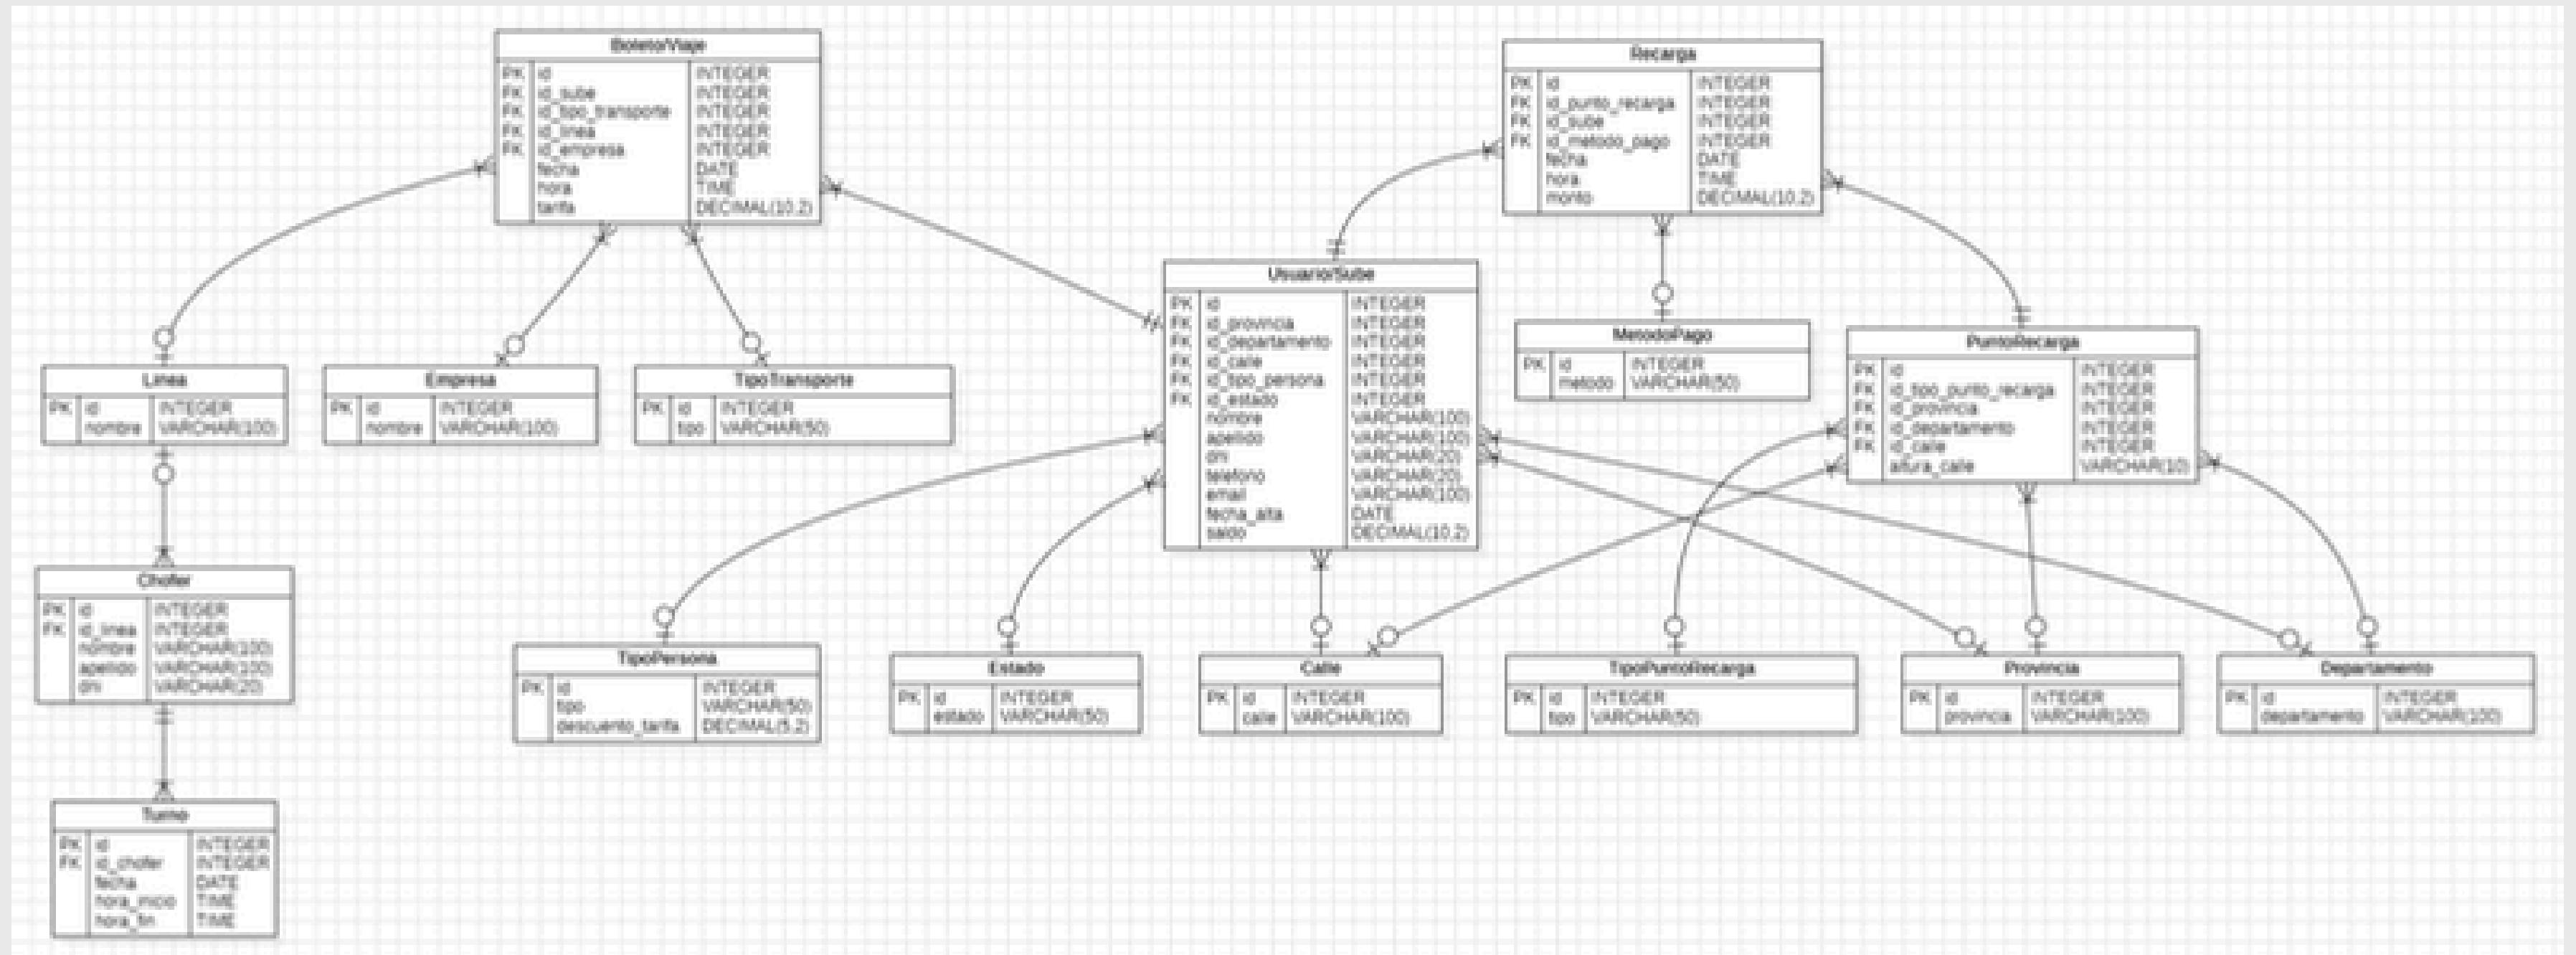 Boleto/Viaje
PK id INTEGER
FK id_sube INTEGER
FK id_tipo_transporte INTEGER
FK id_linea INTEGER
FK id_empresa INTEGER
fecha DATE
hora TIME
tarifa DECIMAL(10,2)
Recarga
PK id INTEGER
FK id_punto_recarga INTEGER
FK id_sube INTEGER
FK id_metodo_pago INTEGER
fecha DATE
hora TIME
monto DECIMAL(10,2)
Usuario/Sube
PK id INTEGER
FK id_provincia INTEGER
FK id_departamento INTEGER
FK id_calle INTEGER
FK id_tipo_persona INTEGER
FK id_estado INTEGER
nombre VARCHAR(100)
apellido VARCHAR(100)
dni VARCHAR(20)
telefono VARCHAR(20)
email VARCHAR(100)
fecha_alta DATE
saldo DECIMAL(10,2)
MetodoPago
PK id INTEGER
metodo VARCHAR(50)
PuntoRecarga
PK id INTEGER
FK id_tipo_punto_recarga INTEGER
FK id_provincia INTEGER
FK id_departamento INTEGER
FK id_calle INTEGER
altura_calle VARCHAR(10)
Linea
PK id INTEGER
nombre VARCHAR(100)
Empresa
PK id INTEGER
nombre VARCHAR(100)
TipoTransporte
PK id INTEGER
tipo VARCHAR(50)
Chofer
PK id INTEGER
FK id_linea INTEGER
nombre VARCHAR(100)
apellido VARCHAR(100)
dni VARCHAR(20)
TipoPersona
PK id INTEGER
tipo VARCHAR(50)
descuento_tarifa DECIMAL(5,2)
Estado
PK id INTEGER
estado VARCHAR(50)
Calle
PK id INTEGER
calle VARCHAR(100)
TipoPuntoRecarga
PK id INTEGER
tipo VARCHAR(50)
Provincia
PK id INTEGER
provincia VARCHAR(100)
Departamento
PK id INTEGER
departamento VARCHAR(100)
Turno
PK id INTEGER
FK id_chofer INTEGER
fecha DATE
hora_inicio TIME
hora_fin TIME